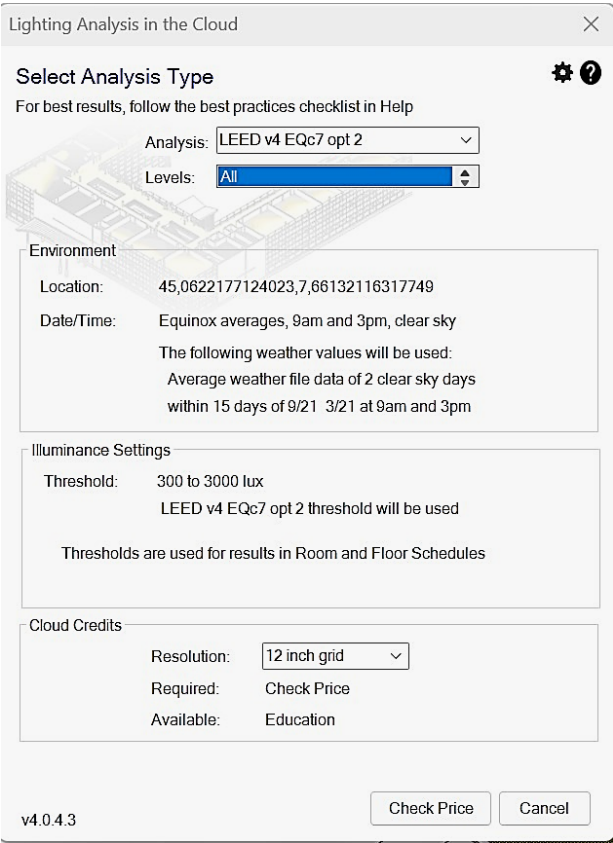 Lighting Analysis in the Cloud
Select Analysis Type
For best results, follow the best practices checklist in Help
Analysis: LEED v4 EQc7 opt 2
Levels: All
Environment
Location: 45,0622177124023,7,66132116317749
Date/Time: Equinox averages, 9am and 3pm, clear sky
The following weather values will be used:
Average weather file data of 2 clear sky days
within 15 days of 9/21 3/21 at 9am and 3pm
Illuminance Settings
Threshold: 300 to 3000 lux
LEED v4 EQc7 opt 2 threshold will be used
Thresholds are used for results in Room and Floor Schedules
Cloud Credits
Resolution: 12 inch grid
Required: Check Price
Available: Education
v4.0.4.3 Check Price Cancel